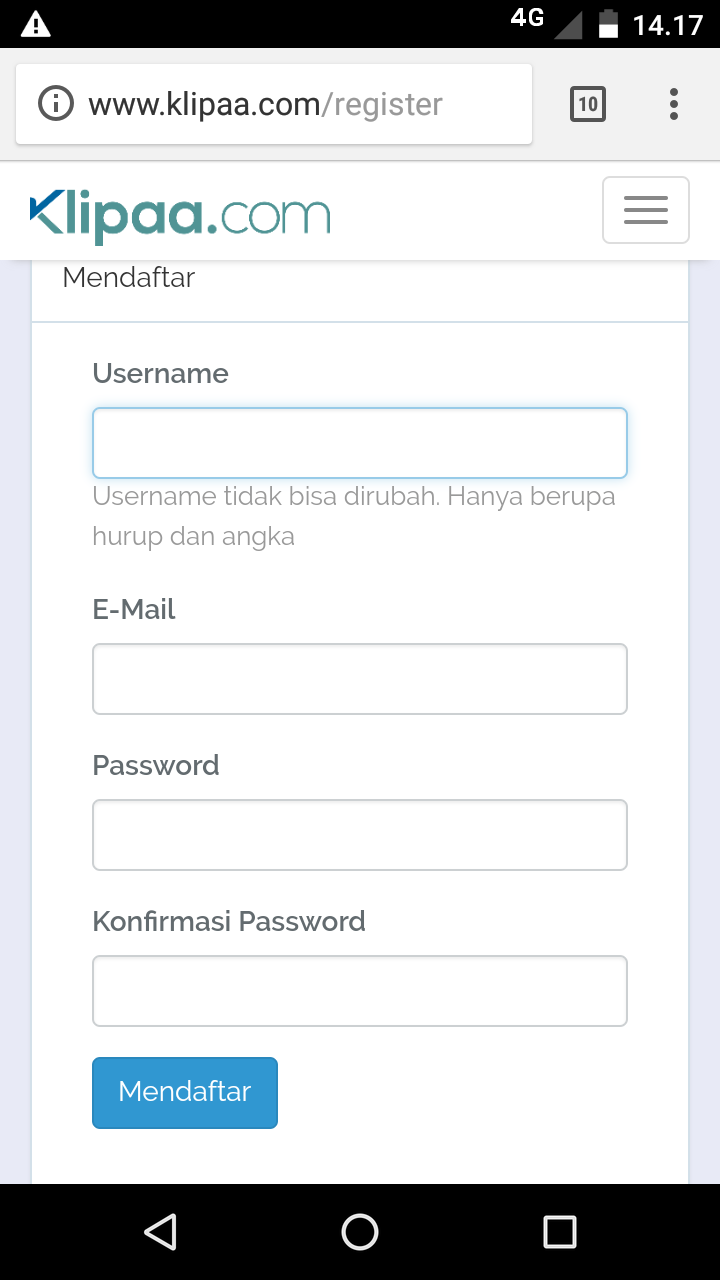 4G 14.17
www.klipaa.com/register 10
Klipaa.com
Mendaftar
Username
Username tidak bisa dirubah. Hanya berupa
hurup dan angka
E-Mail
Password
Konfirmasi Password
Mendaftar